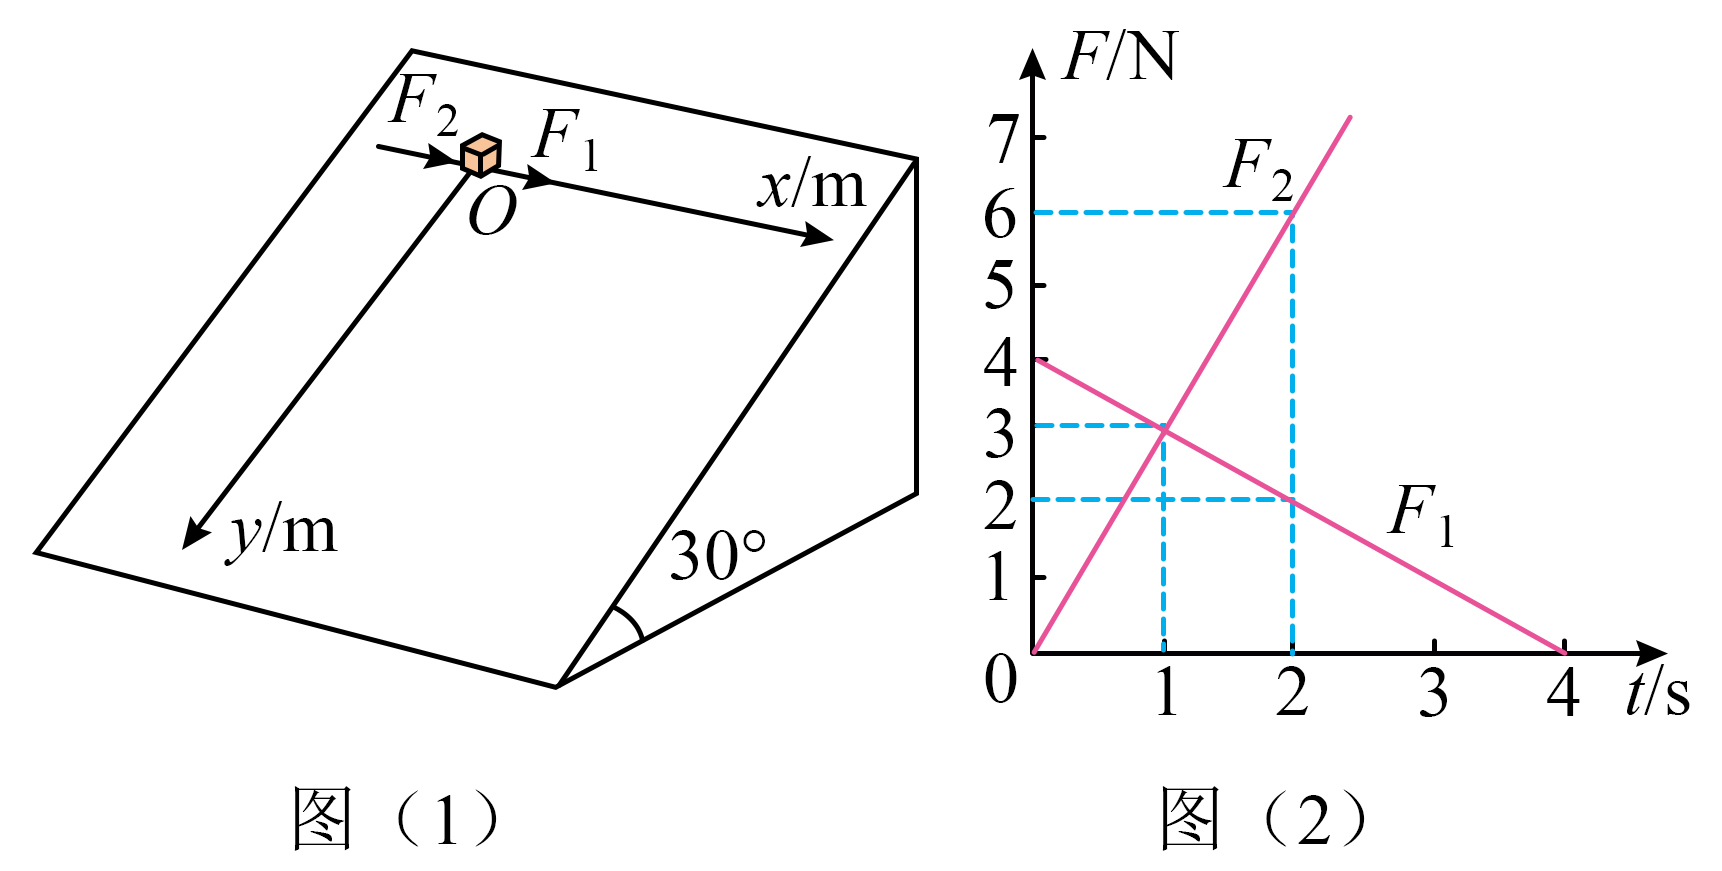 F₂
F₁
O
x/m
y/m
30°
图（1）
F/N
7
6
5
4
3
2
1
0
F₂
F₁
1 2 3 4 t/s
图（2）